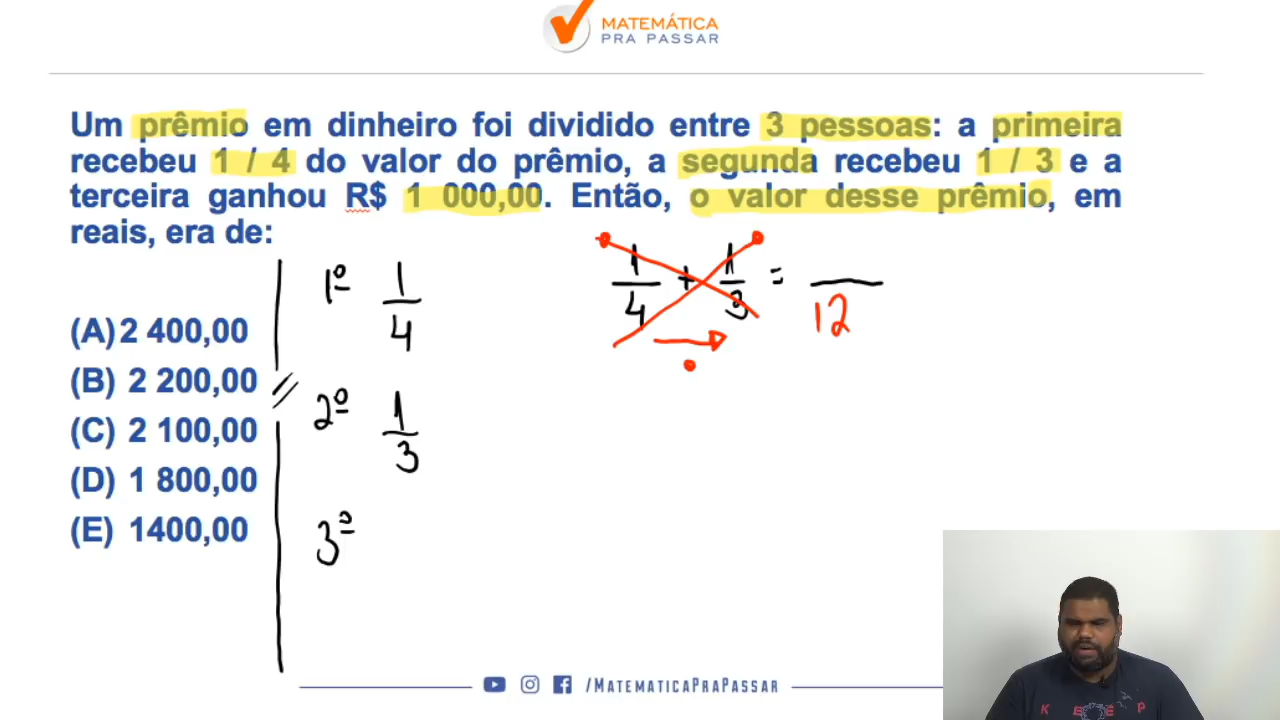 MATEMÁTICA
PRA PASSAR
Um prêmio em dinheiro foi dividido entre 3 pessoas: a primeira
recebeu 1 / 4 do valor do prêmio, a segunda recebeu 1 / 3 e a
terceira ganhou R$ 1 000,00. Então, o valor desse prêmio, em
reais, era de:
(A) 2 400,00
(B) 2 200,00
(C) 2 100,00
(D) 1 800,00
(E) 1400,00
1º 1/4
2º 1/3
3º
1/4 + 1/3 = /12
/MATEMATICAPRAPASSAR